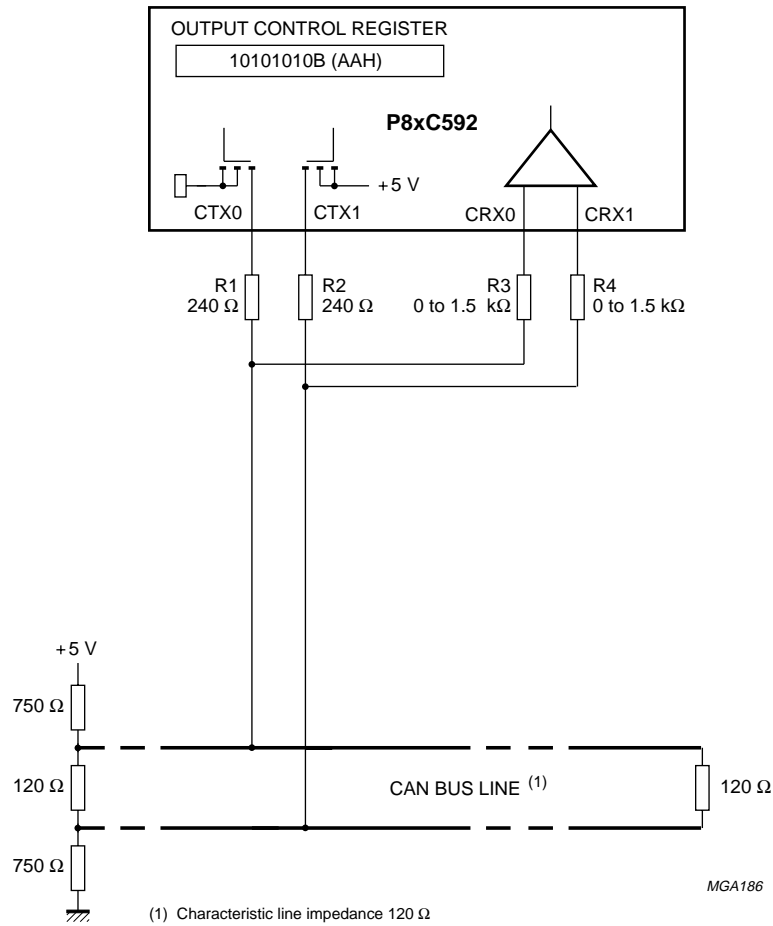 OUTPUT CONTROL REGISTER
10101010B (AAH)
P8xC592
+5 V
CTX0
CTX1
CRX0
CRX1
R1
240 Ω
R2
240 Ω
R3
0 to 1.5 kΩ
R4
0 to 1.5 kΩ
+5 V
750 Ω
120 Ω
CAN BUS LINE (1)
120 Ω
750 Ω
MGA186
(1) Characteristic line impedance 120 Ω